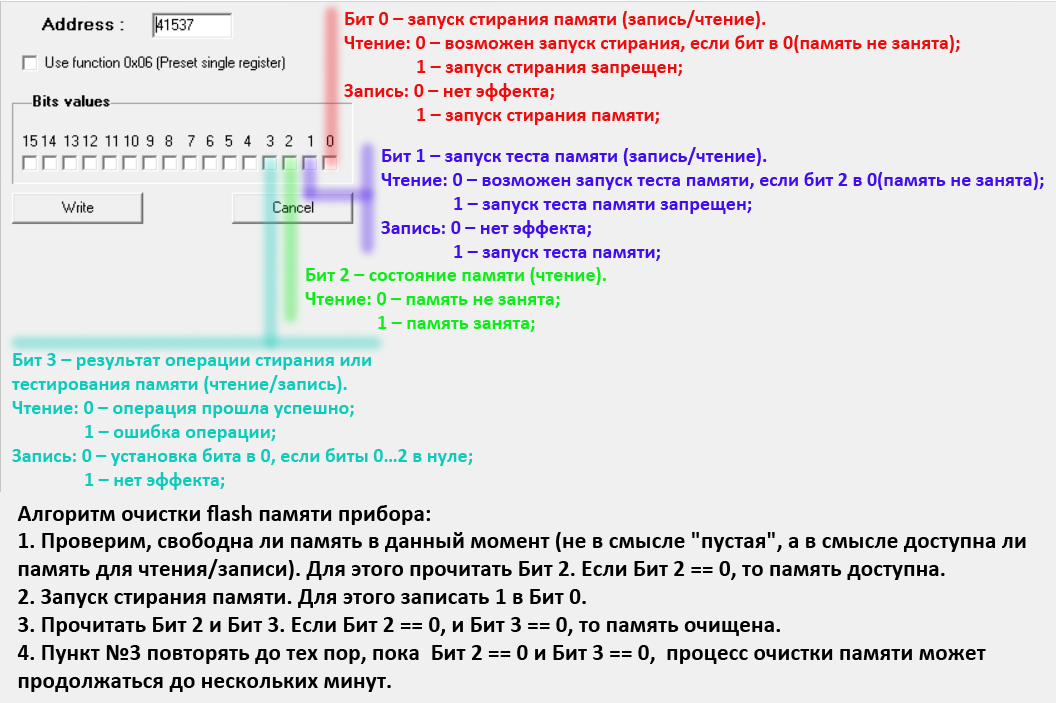 Address :
41537
Use function 0x06 (Preset single register)
Bits values
15 14 13 12 11 10 9 8 7 6 5 4 3 2 1 0
Write
Cancel
Бит 0 – запуск стирания памяти (запись/чтение).
Чтение: 0 – возможен запуск стирания, если бит в 0(память не занята);
1 – запуск стирания запрещен;
Запись: 0 – нет эффекта;
1 – запуск стирания памяти;
Бит 1 – запуск теста памяти (запись/чтение).
Чтение: 0 – возможен запуск теста памяти, если бит 2 в 0(память не занята);
1 – запуск теста памяти запрещен;
Запись: 0 – нет эффекта;
1 – запуск теста памяти;
Бит 2 – состояние памяти (чтение).
Чтение: 0 – память не занята;
1 – память занята;
Бит 3 – результат операции стирания или
тестирования памяти (чтение/запись).
Чтение: 0 – операция прошла успешно;
1 – ошибка операции;
Запись: 0 – установка бита в 0, если биты 0…2 в нуле;
1 – нет эффекта;
Алгоритм очистки flash памяти прибора:
1. Проверим, свободна ли память в данный момент (не в смысле "пустая", а в смысле доступна ли
память для чтения/записи). Для этого прочитать Бит 2. Если Бит 2 == 0, то память доступна.
2. Запуск стирания памяти. Для этого записать 1 в Бит 0.
3. Прочитать Бит 2 и Бит 3. Если Бит 2 == 0, и Бит 3 == 0, то память очищена.
4. Пункт №3 повторять до тех пор, пока Бит 2 == 0 и Бит 3 == 0, процесс очистки памяти может
продолжаться до нескольких минут.